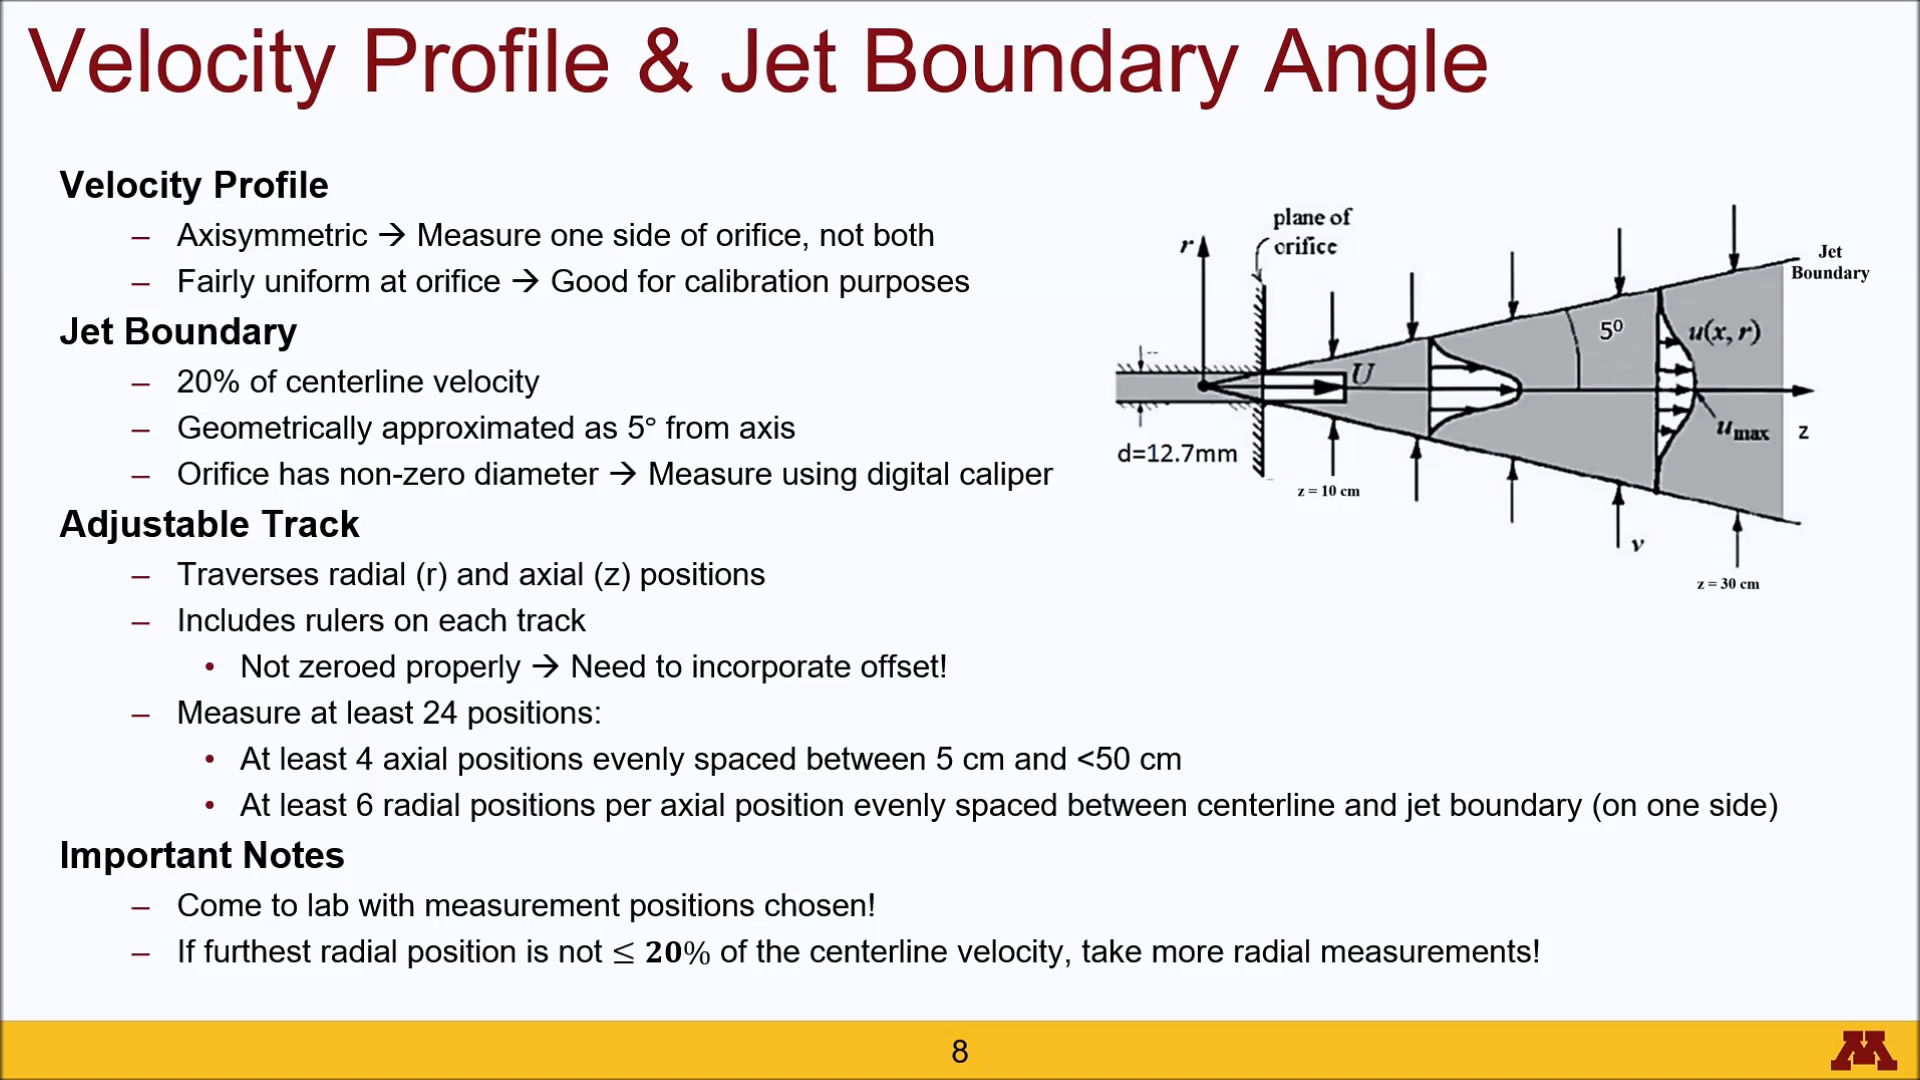 Velocity Profile & Jet Boundary Angle
Velocity Profile
– Axisymmetric → Measure one side of orifice, not both
– Fairly uniform at orifice → Good for calibration purposes
Jet Boundary
– 20% of centerline velocity
– Geometrically approximated as 5° from axis
– Orifice has non-zero diameter → Measure using digital caliper
Adjustable Track
– Traverses radial (r) and axial (z) positions
– Includes rulers on each track
• Not zeroed properly → Need to incorporate offset!
– Measure at least 24 positions:
• At least 4 axial positions evenly spaced between 5 cm and <50 cm
• At least 6 radial positions per axial position evenly spaced between centerline and jet boundary (on one side)
Important Notes
– Come to lab with measurement positions chosen!
– If furthest radial position is not ≤ 20% of the centerline velocity, take more radial measurements!
plane of
orifice
r
Jet
Boundary
5⁰
u(x, r)
U
umax
z
d=12.7mm
z = 10 cm
v
z = 30 cm
8
M